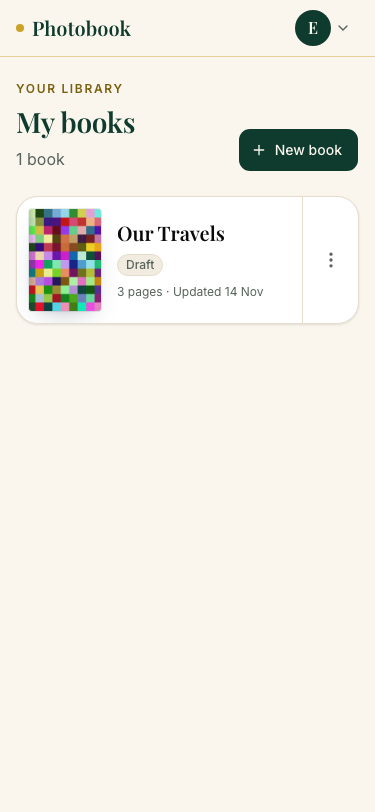 Photobook
E
YOUR LIBRARY
My books
1 book
+ New book
Our Travels
Draft
3 pages · Updated 14 Nov